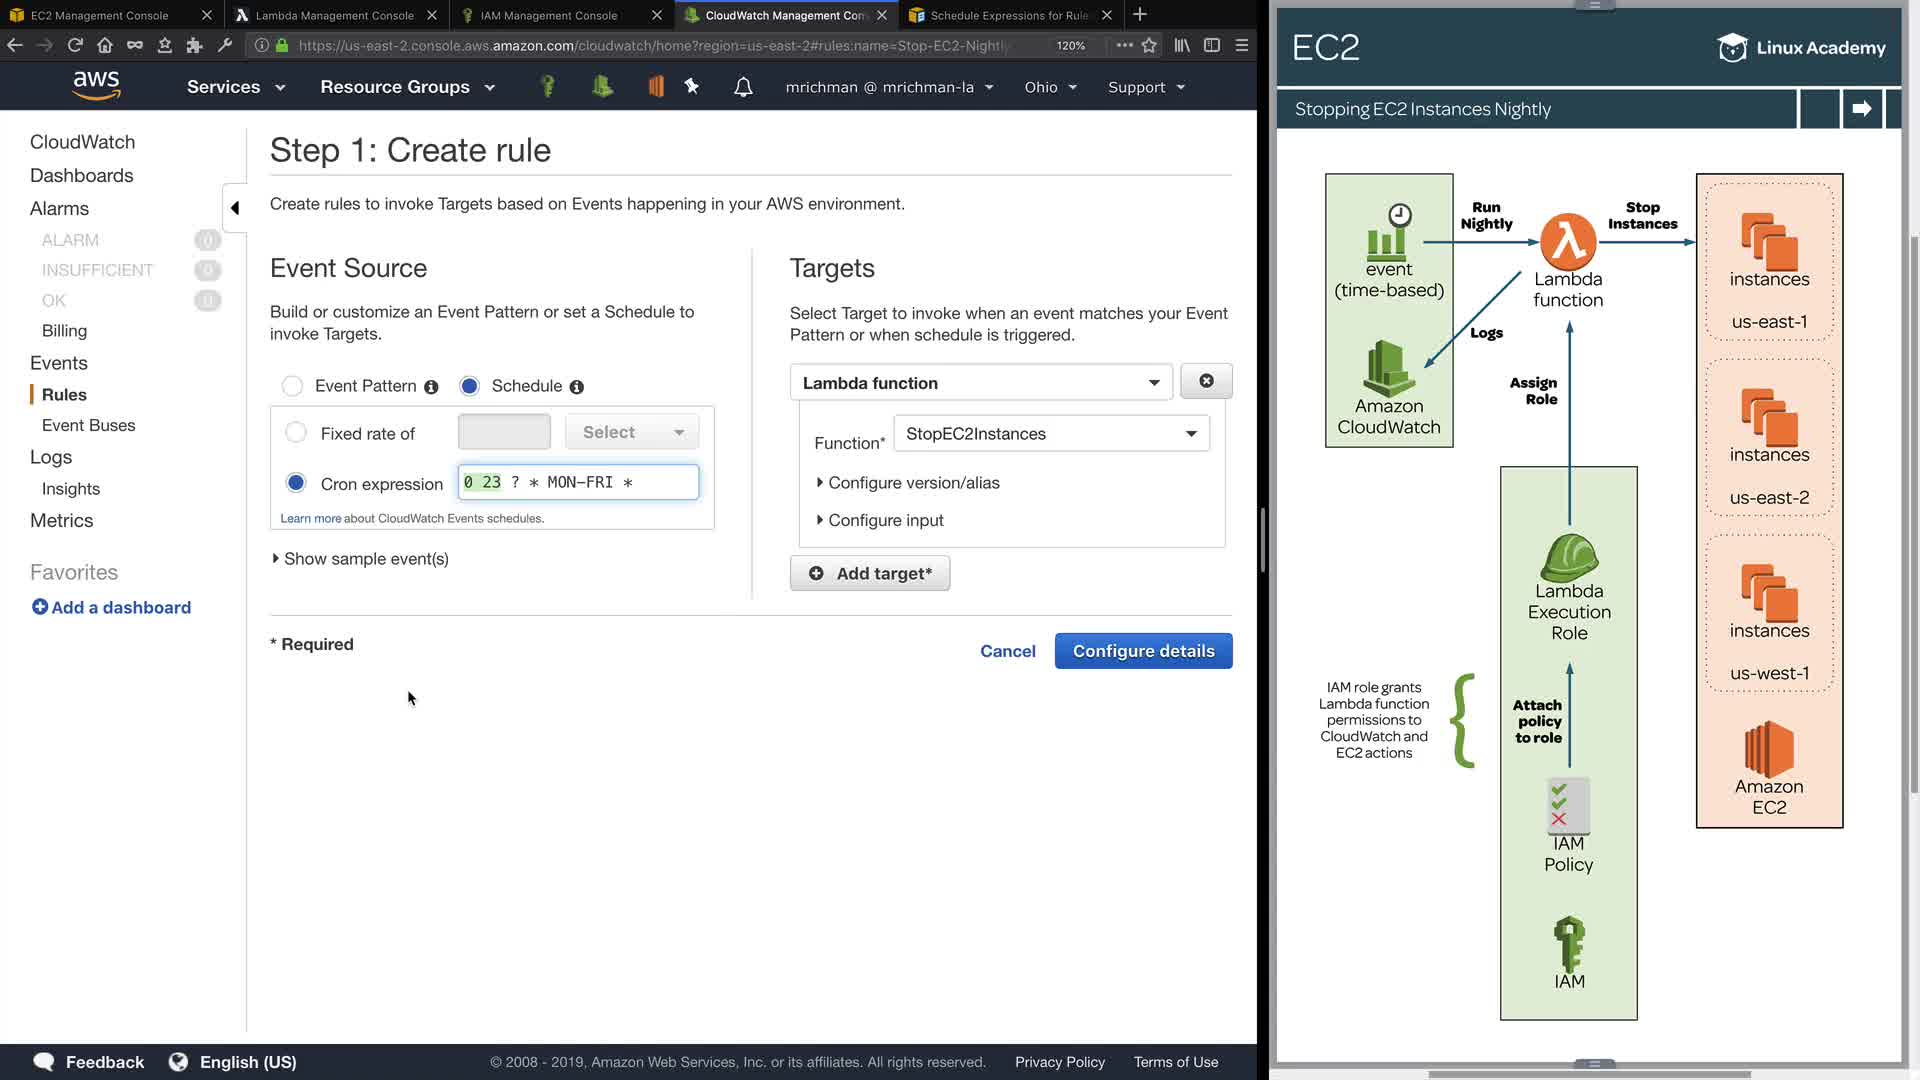 EC2 Management Console
Lambda Management Console
IAM Management Console
CloudWatch Management Con
Schedule Expressions for Rule
https://us-east-2.console.aws.amazon.com/cloudwatch/home?region=us-east-2#rules:name=Stop-EC2-Nightly
120%
aws
Services
Resource Groups
mrichman @ mrichman-la
Ohio
Support
CloudWatch
Dashboards
Alarms
ALARM 0
INSUFFICIENT 0
OK 0
Billing
Events
Rules
Event Buses
Logs
Insights
Metrics
Favorites
Add a dashboard
Step 1: Create rule
Create rules to invoke Targets based on Events happening in your AWS environment.
Event Source
Build or customize an Event Pattern or set a Schedule to
invoke Targets.
Event Pattern
Schedule
Fixed rate of
Select
Cron expression
0 23 ? * MON-FRI *
Learn more about CloudWatch Events schedules.
Show sample event(s)
Targets
Select Target to invoke when an event matches your Event
Pattern or when schedule is triggered.
Lambda function
Function*
StopEC2Instances
Configure version/alias
Configure input
Add target*
* Required
Cancel
Configure details
Feedback
English (US)
© 2008 - 2019, Amazon Web Services, Inc. or its affiliates. All rights reserved.
Privacy Policy
Terms of Use
EC2
Linux Academy
Stopping EC2 Instances Nightly
event
(time-based)
Amazon
CloudWatch
Run
Nightly
Lambda
function
Stop
Instances
Logs
Assign
Role
Lambda
Execution
Role
IAM role grants
Lambda function
permissions to
CloudWatch and
EC2 actions
Attach
policy
to role
IAM
Policy
IAM
instances
us-east-1
instances
us-east-2
instances
us-west-1
Amazon
EC2